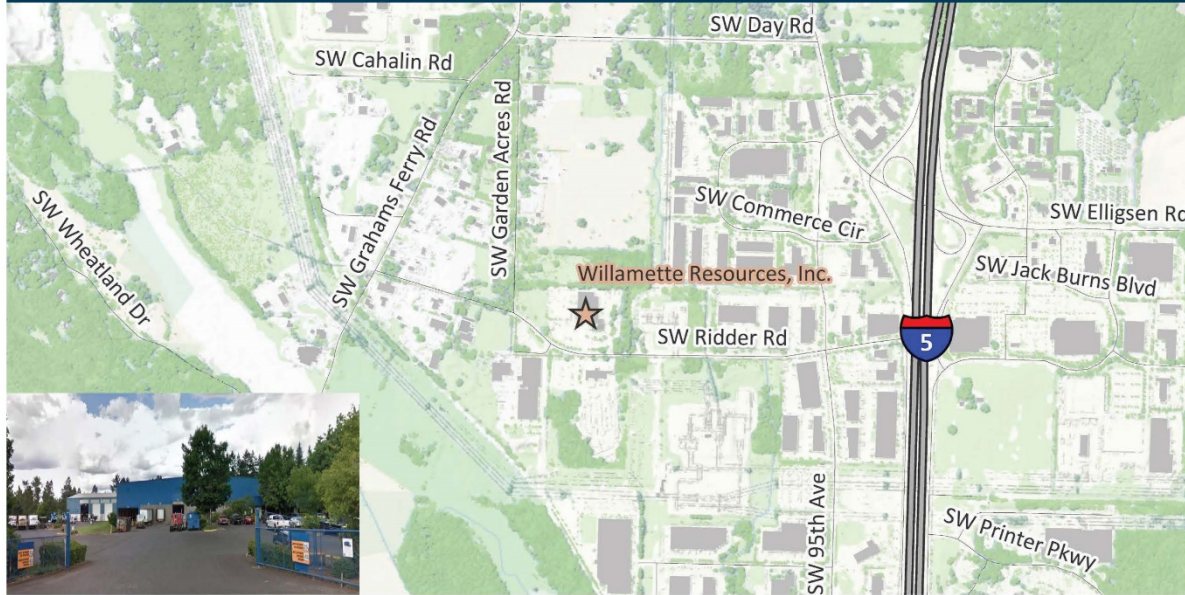 SW Day Rd
SW Cahalin Rd
SW Grahams Ferry Rd
SW Garden Acres Rd
SW Commerce Cir
SW Elligsen Rd
SW Wheatland Dr
Willamette Resources, Inc.
SW Jack Burns Blvd
SW Ridder Rd
5
SW 95th Ave
SW Printer Pkwy